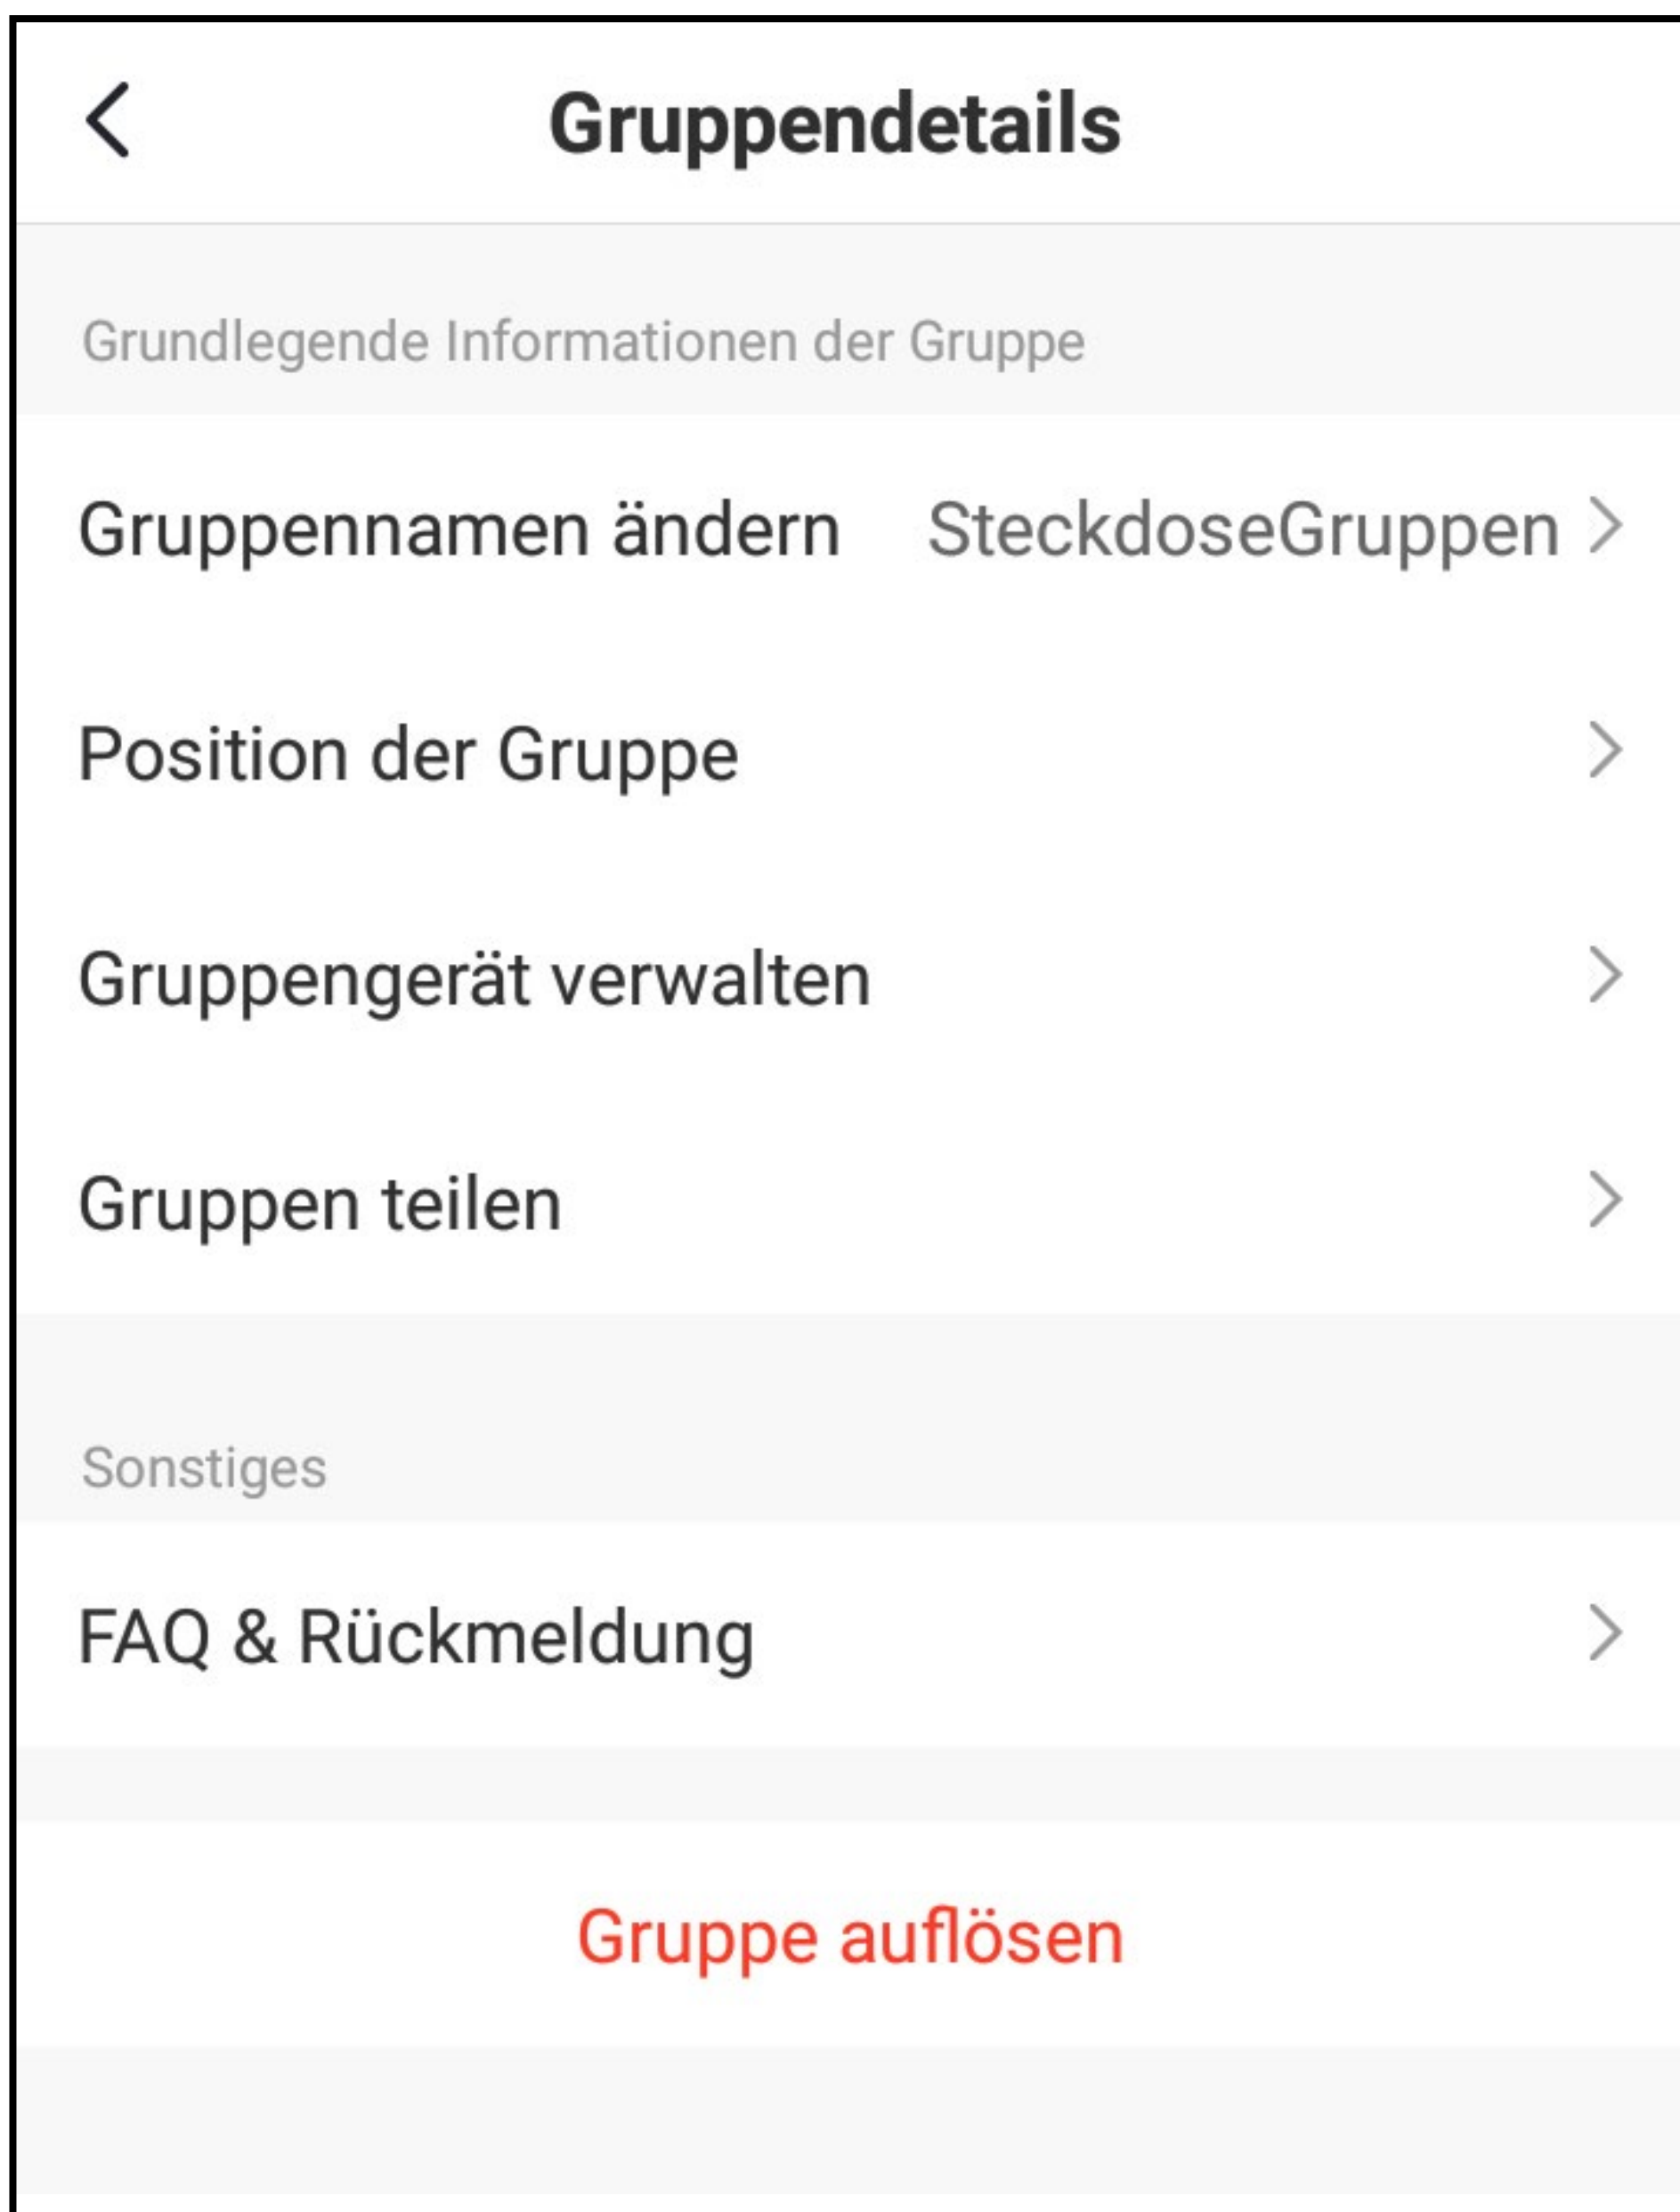 Gruppendetails
Grundlegende Informationen der Gruppe
Gruppennamen ändern SteckdoseGruppen
Position der Gruppe
Gruppengerät verwalten
Gruppen teilen
Sonstiges
FAQ & Rückmeldung
Gruppe auflösen